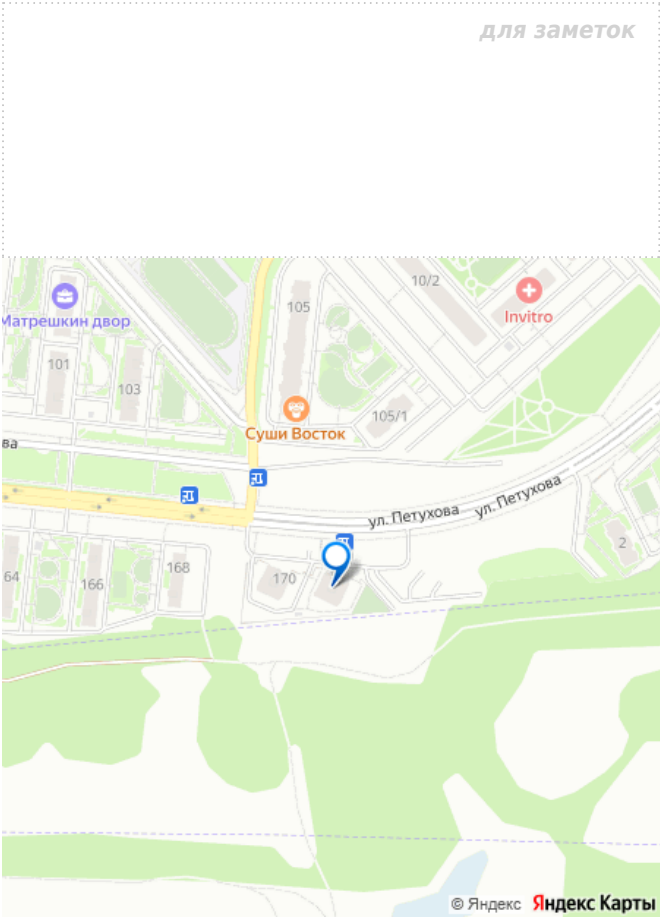 для заметок
10/2
105
Invitro
Матрешкин двор
101
103
105/1
Суши Восток
ва
ул. Петухова
ул. Петухова
2
64
166
168
170
© Яндекс Яндекс Карты